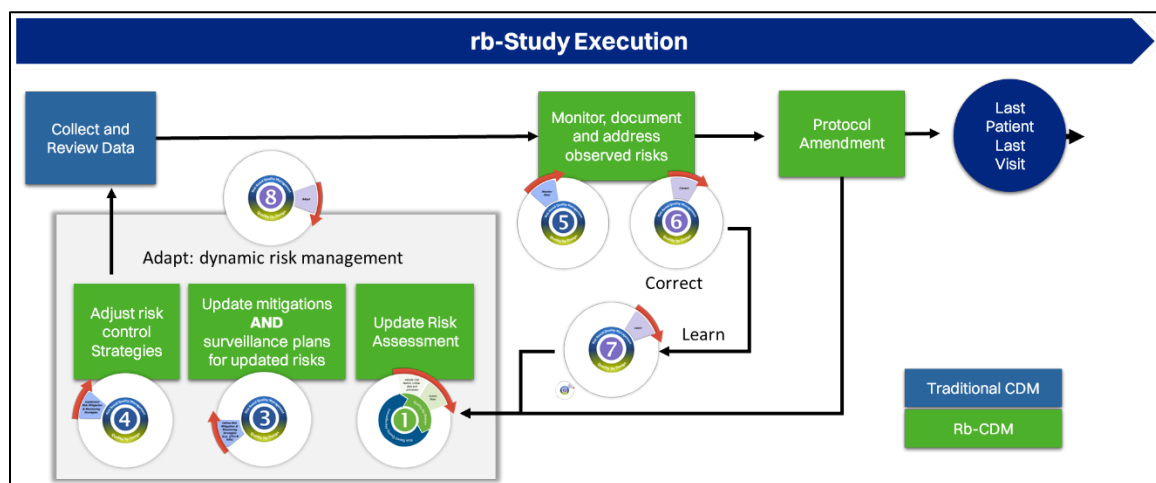 rb-Study Execution
Collect and
Review Data
Monitor, document
and address
observed risks
Protocol
Amendment
Last
Patient
Last
Visit
8
5
6
Adapt: dynamic risk management
Correct
Adjust risk
control
Strategies
Update mitigations
AND
surveillance plans
for updated risks
Update Risk
Assessment
7
Learn
4
3
1
Traditional CDM
Rb-CDM